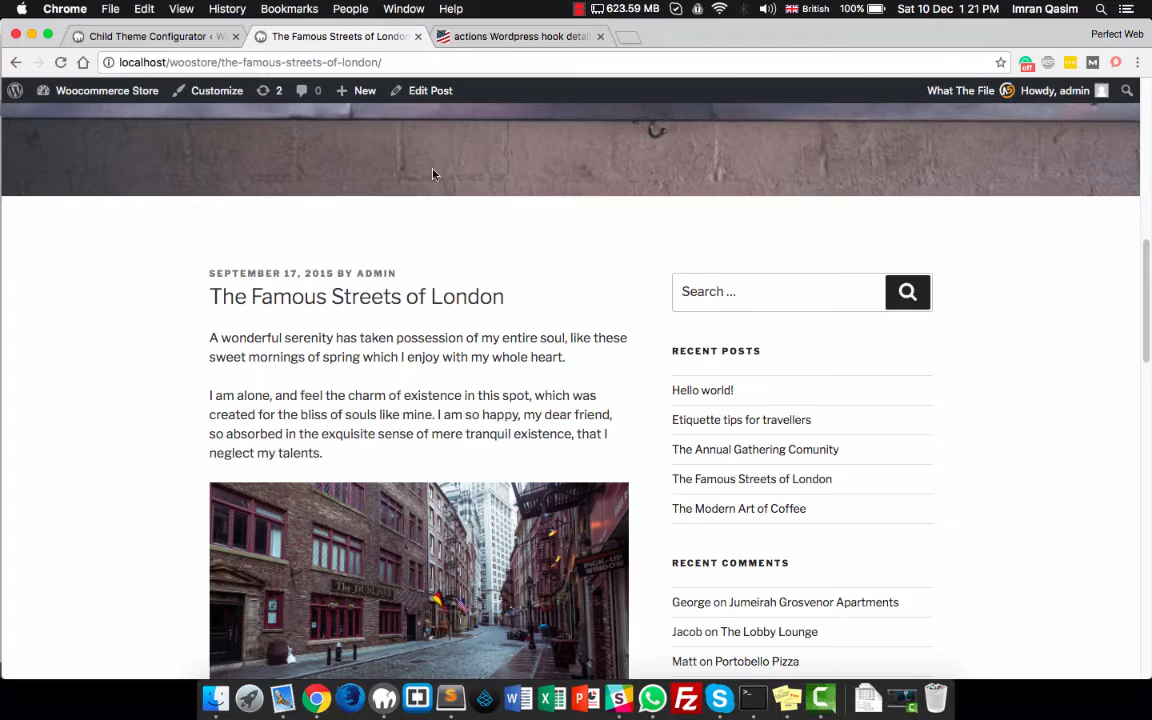 Chrome File Edit View History Bookmarks People Window Help 623.59 MB British 100% Sat 10 Dec 1:21 PM Imran Qasim
Child Theme Configurator ‹ W The Famous Streets of London actions Wordpress hook detail Perfect Web
localhost/woostore/the-famous-streets-of-london/ off
Woocommerce Store Customize 2 0 New Edit Post What The File Howdy, admin
SEPTEMBER 17, 2015 BY ADMIN
The Famous Streets of London
A wonderful serenity has taken possession of my entire soul, like these
sweet mornings of spring which I enjoy with my whole heart.
I am alone, and feel the charm of existence in this spot, which was
created for the bliss of souls like mine. I am so happy, my dear friend,
so absorbed in the exquisite sense of mere tranquil existence, that I
neglect my talents.
The DUBLINER
PICK-UP
WINDOW
Search ...
RECENT POSTS
Hello world!
Etiquette tips for travellers
The Annual Gathering Comunity
The Famous Streets of London
The Modern Art of Coffee
RECENT COMMENTS
George on Jumeirah Grosvenor Apartments
Jacob on The Lobby Lounge
Matt on Portobello Pizza